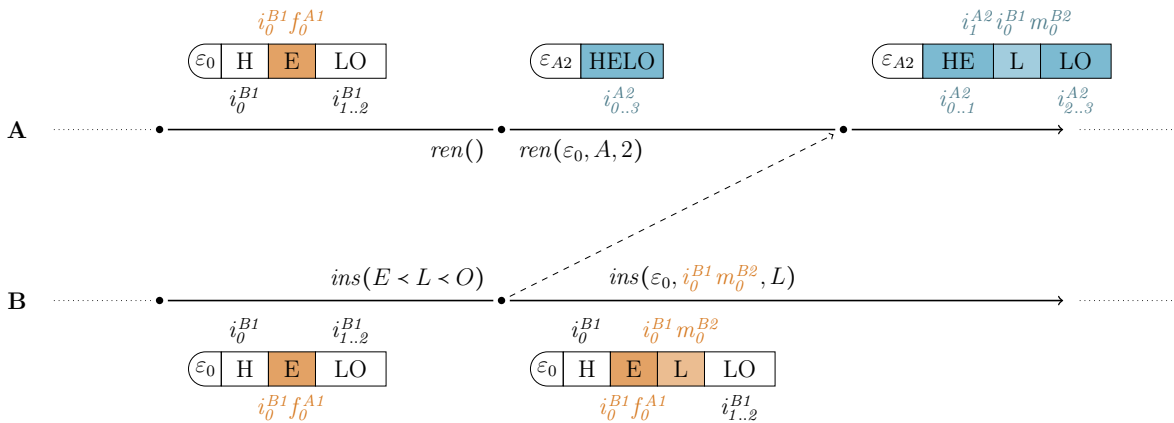 i_0^{B1} f_0^{A1} i_1^{A2} i_0^{B1} m_0^{B2}
ε_0 H E LO ε_{A2} HELO ε_{A2} HE L LO
i_0^{B1} i_{1..2}^{B1} i_{0..3}^{A2} i_{0..1}^{A2} i_{2..3}^{A2}
A
ren() ren(ε_0, A, 2)
ins(E ≺ L ≺ O) ins(ε_0, i_0^{B1} m_0^{B2}, L)
B
i_0^{B1} i_{1..2}^{B1} i_0^{B1} i_0^{B1} m_0^{B2}
ε_0 H E LO ε_0 H E L LO
i_0^{B1} f_0^{A1} i_0^{B1} f_0^{A1} i_{1..2}^{B1}